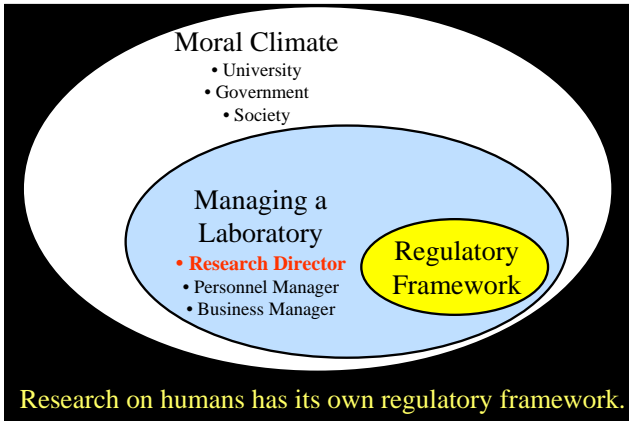 Moral Climate
• University
• Government
• Society
Managing a
Laboratory
• Research Director
• Personnel Manager
• Business Manager
Regulatory
Framework
Research on humans has its own regulatory framework.